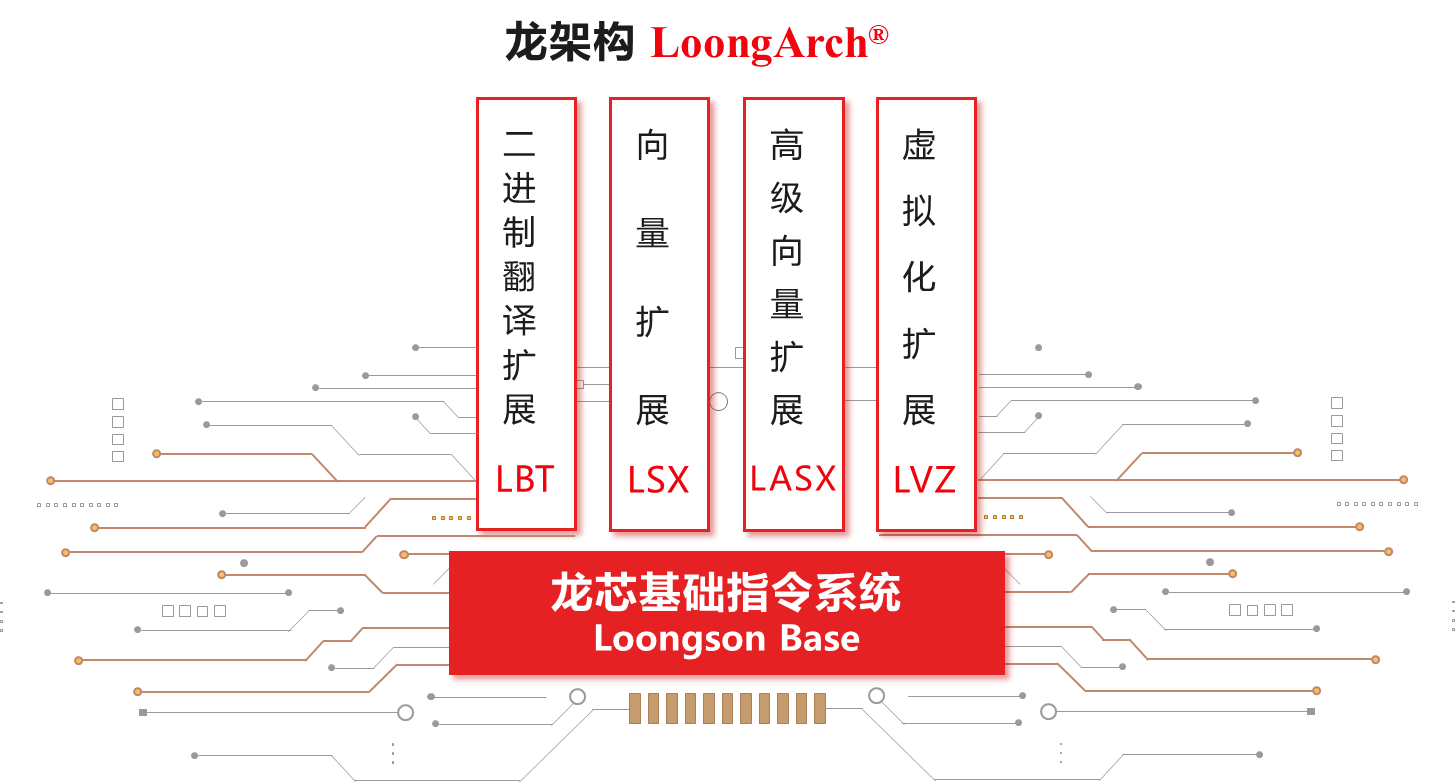 龙架构 LoongArch®
二进制翻译扩展
LBT
向量扩展
LSX
高级向量扩展
LASX
虚拟化扩展
LVZ
龙芯基础指令系统
Loongson Base